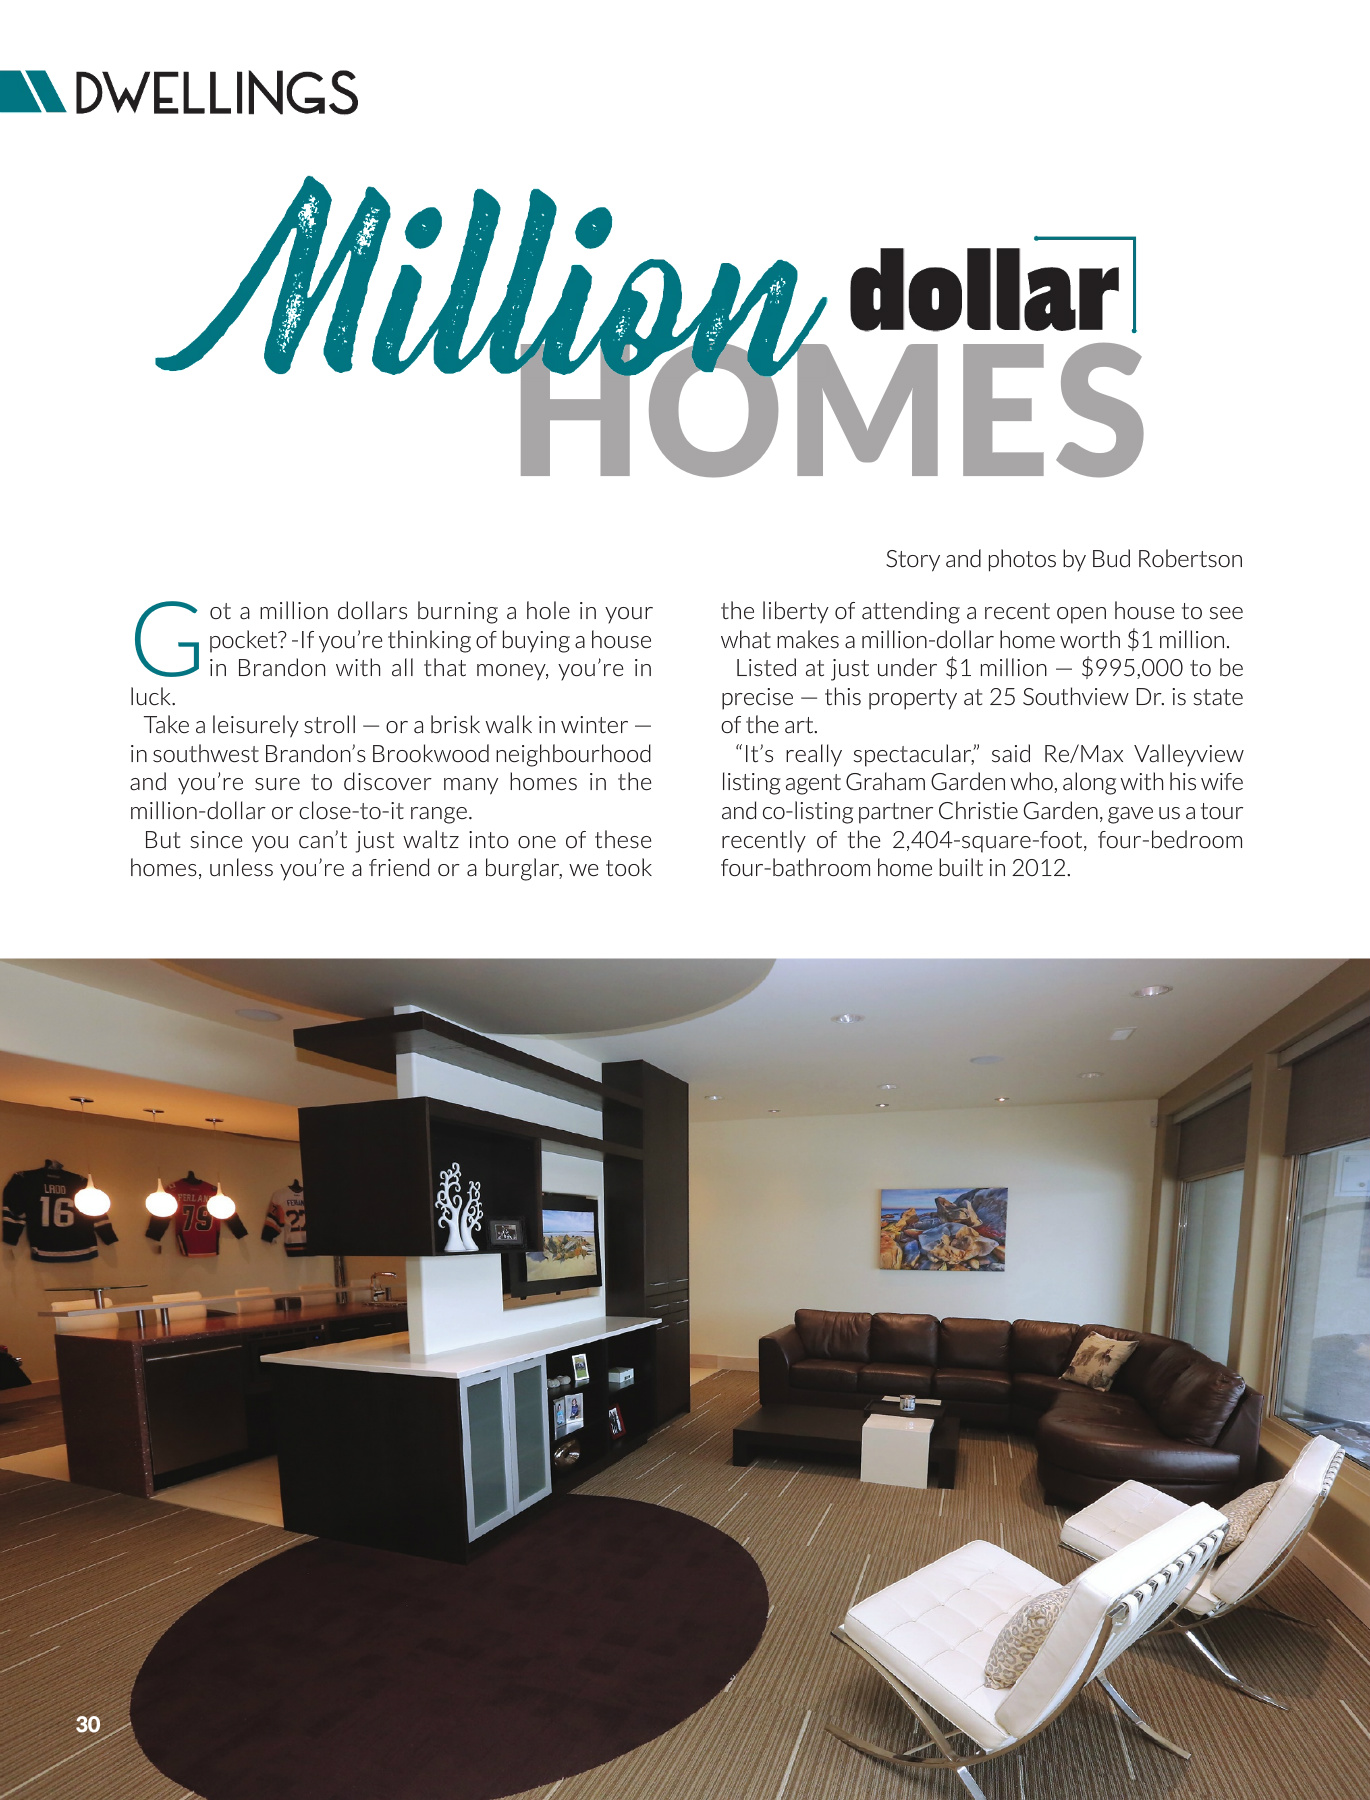 DWELLINGS
Million
dollar
HOMES
Story and photos by Bud Robertson
Got a million dollars burning a hole in your
pocket? -If you’re thinking of buying a house
in Brandon with all that money, you’re in
luck.
Take a leisurely stroll — or a brisk walk in winter —
in southwest Brandon’s Brookwood neighbourhood
and you’re sure to discover many homes in the
million-dollar or close-to-it range.
But since you can’t just waltz into one of these
homes, unless you’re a friend or a burglar, we took
the liberty of attending a recent open house to see
what makes a million-dollar home worth $1 million.
Listed at just under $1 million — $995,000 to be
precise — this property at 25 Southview Dr. is state
of the art.
“It’s really spectacular,” said Re/Max Valleyview
listing agent Graham Garden who, along with his wife
and co-listing partner Christie Garden, gave us a tour
recently of the 2,404-square-foot, four-bedroom
four-bathroom home built in 2012.
LADD
16
79
30